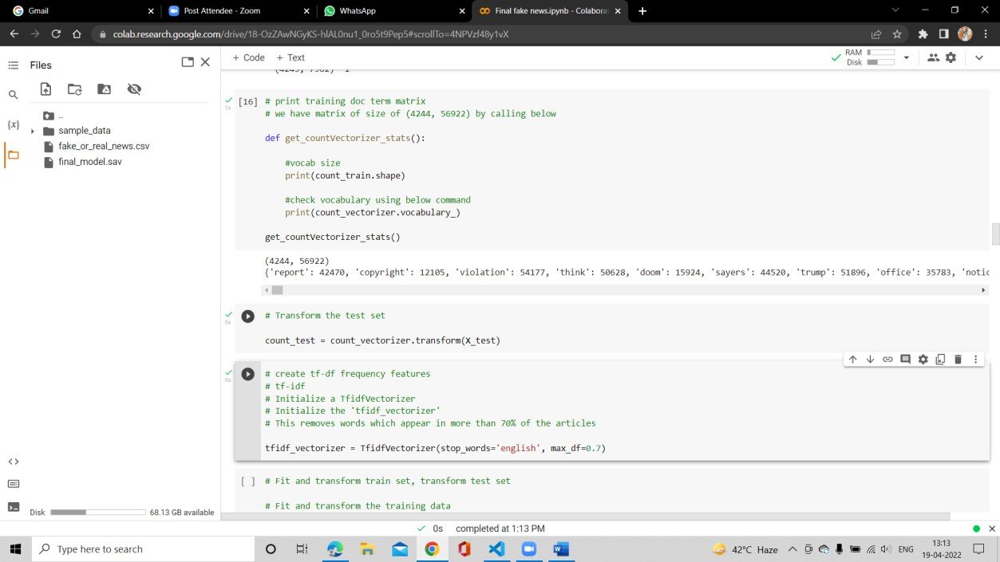 Gmail
Post Attendee - Zoom
WhatsApp
Final fake news.ipynb - Colaborat
colab.research.google.com/drive/18-OzZAwNGyKS-hlAL0nu1_0ro5t9Pep5#scrollTo=4NPVzf48y1vX
Files
+ Code + Text
RAM
Disk
..
sample_data
fake_or_real_news.csv
final_model.sav
{x}
[16] # print training doc term matrix
1s
# we have matrix of size of (4244, 56922) by calling below
def get_countVectorizer_stats():
#vocab size
print(count_train.shape)
#check vocabulary using below command
print(count_vectorizer.vocabulary_)
get_countVectorizer_stats()
(4244, 56922)
{'report': 42470, 'copyright': 12105, 'violation': 54177, 'think': 50628, 'doom': 15924, 'sayers': 44520, 'trump': 51896, 'office': 35783, 'notic
# Transform the test set
0s
count_test = count_vectorizer.transform(X_test)
# create tf-df frequency features
0s
# tf-idf
# Initialize a TfidfVectorizer
# Initialize the 'tfidf_vectorizer'
# This removes words which appear in more than 70% of the articles
tfidf_vectorizer = TfidfVectorizer(stop_words='english', max_df=0.7)
[ ] # Fit and transform train set, transform test set
# Fit and transform the training data
Disk 68.13 GB available
0s completed at 1:13 PM
Type here to search
42°C Haze
ENG
13:13
19-04-2022